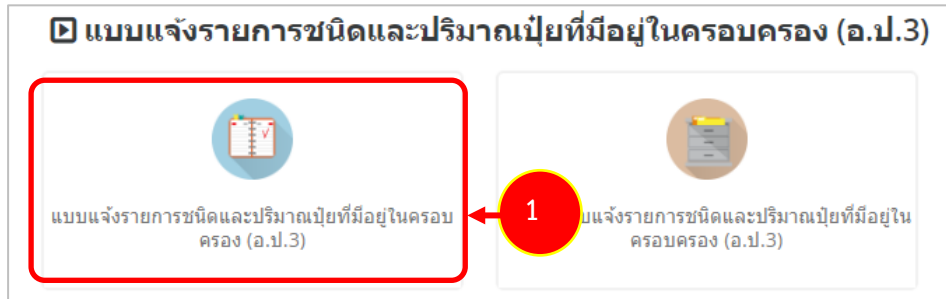 แบบแจ้งรายการชนิดและปริมาณปุ๋ยที่มีอยู่ในครอบครอง (อ.ป.3)
แบบแจ้งรายการชนิดและปริมาณปุ๋ยที่มีอยู่ในครอบ
ครอง (อ.ป.3)
1
แจ้งรายการชนิดและปริมาณปุ๋ยที่มีอยู่ใน
ครอบครอง (อ.ป.3)